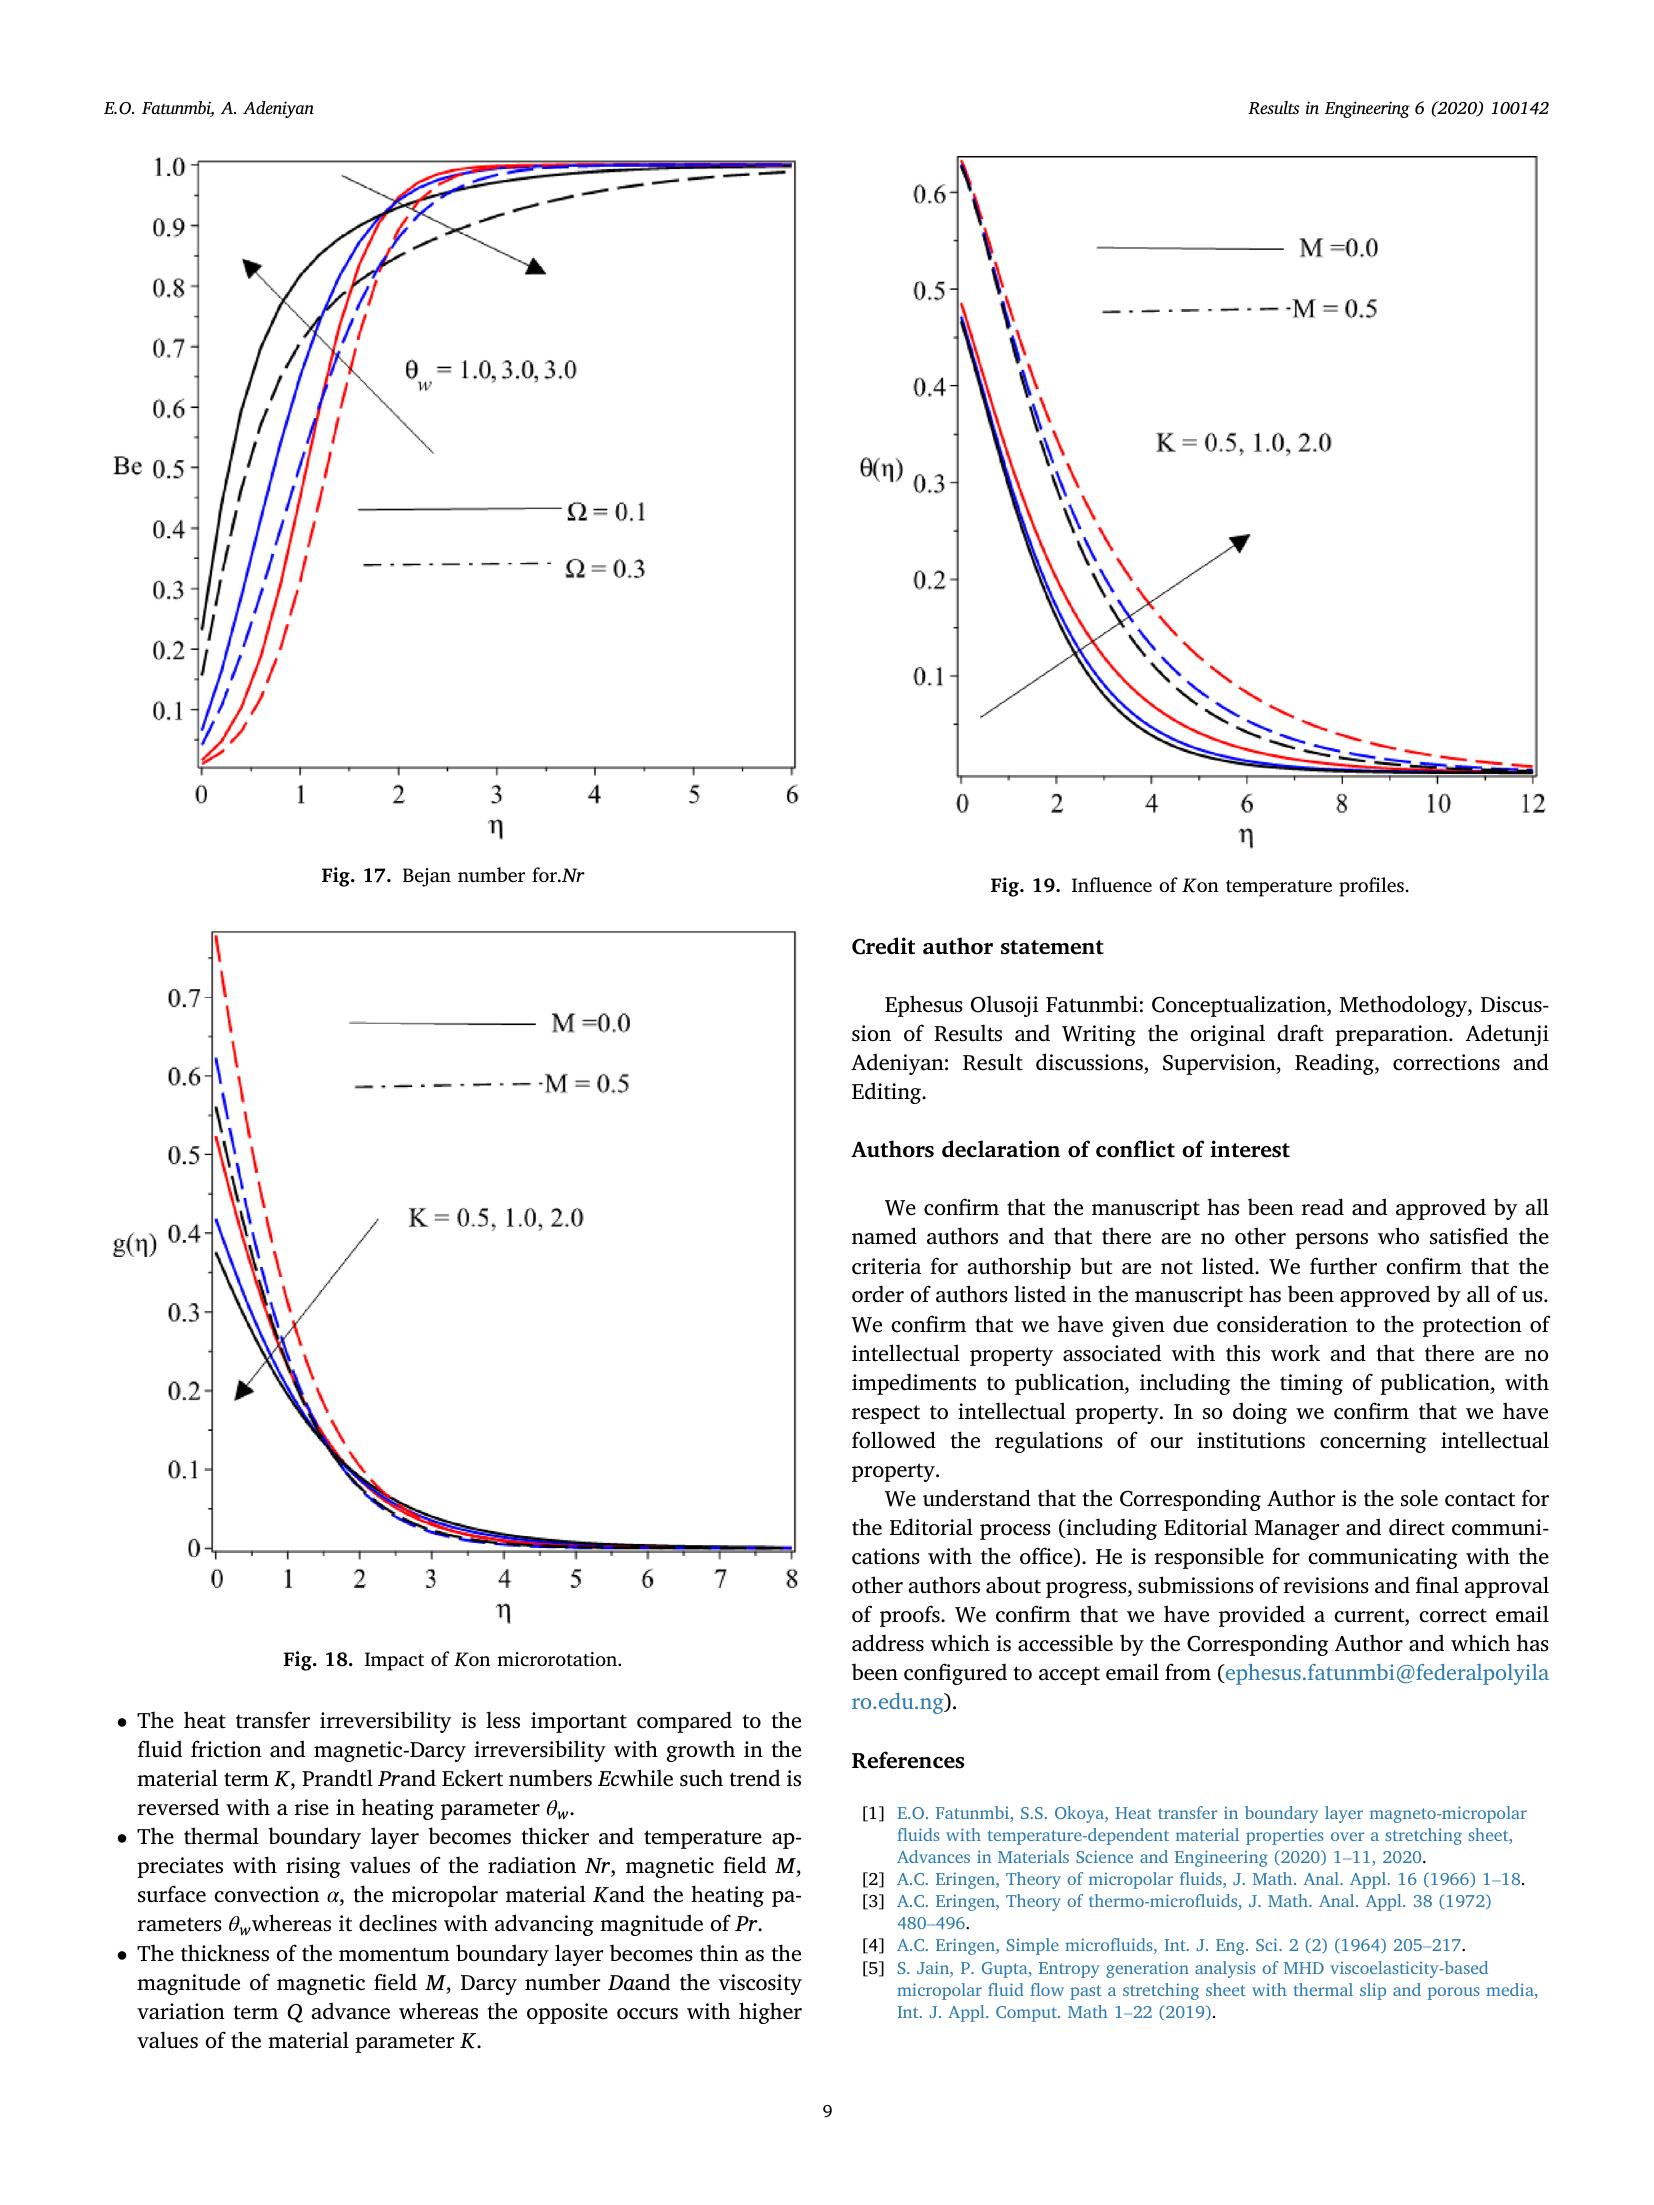 E.O. Fatunmbi, A. Adeniyan
Results in Engineering 6 (2020) 100142
1.0
0.9
0.8
0.7
0.6
0.5
0.4
0.3
0.2
0.1
Be
θw = 1.0, 3.0, 3.0
Ω = 0.1
Ω = 0.3
0 1 2 3 4 5 6
η
Fig. 17. Bejan number for.Nr
0.7
0.6
0.5
0.4
0.3
0.2
0.1
0
g(η)
M =0.0
M = 0.5
K = 0.5, 1.0, 2.0
0 1 2 3 4 5 6 7 8
η
Fig. 18. Impact of Kon microrotation.
• The heat transfer irreversibility is less important compared to the
fluid friction and magnetic-Darcy irreversibility with growth in the
material term K, Prandtl Prand Eckert numbers Ecwhile such trend is
reversed with a rise in heating parameter θw.
• The thermal boundary layer becomes thicker and temperature ap-
preciates with rising values of the radiation Nr, magnetic field M,
surface convection α, the micropolar material Kand the heating pa-
rameters θwwhereas it declines with advancing magnitude of Pr.
• The thickness of the momentum boundary layer becomes thin as the
magnitude of magnetic field M, Darcy number Daand the viscosity
variation term Q advance whereas the opposite occurs with higher
values of the material parameter K.
0.6
0.5
0.4
0.3
0.2
0.1
θ(η)
M =0.0
M = 0.5
K = 0.5, 1.0, 2.0
0 2 4 6 8 10 12
η
Fig. 19. Influence of Kon temperature profiles.
Credit author statement
Ephesus Olusoji Fatunmbi: Conceptualization, Methodology, Discus-
sion of Results and Writing the original draft preparation. Adetunji
Adeniyan: Result discussions, Supervision, Reading, corrections and
Editing.
Authors declaration of conflict of interest
We confirm that the manuscript has been read and approved by all
named authors and that there are no other persons who satisfied the
criteria for authorship but are not listed. We further confirm that the
order of authors listed in the manuscript has been approved by all of us.
We confirm that we have given due consideration to the protection of
intellectual property associated with this work and that there are no
impediments to publication, including the timing of publication, with
respect to intellectual property. In so doing we confirm that we have
followed the regulations of our institutions concerning intellectual
property.
We understand that the Corresponding Author is the sole contact for
the Editorial process (including Editorial Manager and direct communi-
cations with the office). He is responsible for communicating with the
other authors about progress, submissions of revisions and final approval
of proofs. We confirm that we have provided a current, correct email
address which is accessible by the Corresponding Author and which has
been configured to accept email from (ephesus.fatunmbi@federalpolyila
ro.edu.ng).
References
[1] E.O. Fatunmbi, S.S. Okoya, Heat transfer in boundary layer magneto-micropolar
fluids with temperature-dependent material properties over a stretching sheet,
Advances in Materials Science and Engineering (2020) 1–11, 2020.
[2] A.C. Eringen, Theory of micropolar fluids, J. Math. Anal. Appl. 16 (1966) 1–18.
[3] A.C. Eringen, Theory of thermo-microfluids, J. Math. Anal. Appl. 38 (1972)
480–496.
[4] A.C. Eringen, Simple microfluids, Int. J. Eng. Sci. 2 (2) (1964) 205–217.
[5] S. Jain, P. Gupta, Entropy generation analysis of MHD viscoelasticity-based
micropolar fluid flow past a stretching sheet with thermal slip and porous media,
Int. J. Appl. Comput. Math 1–22 (2019).
9